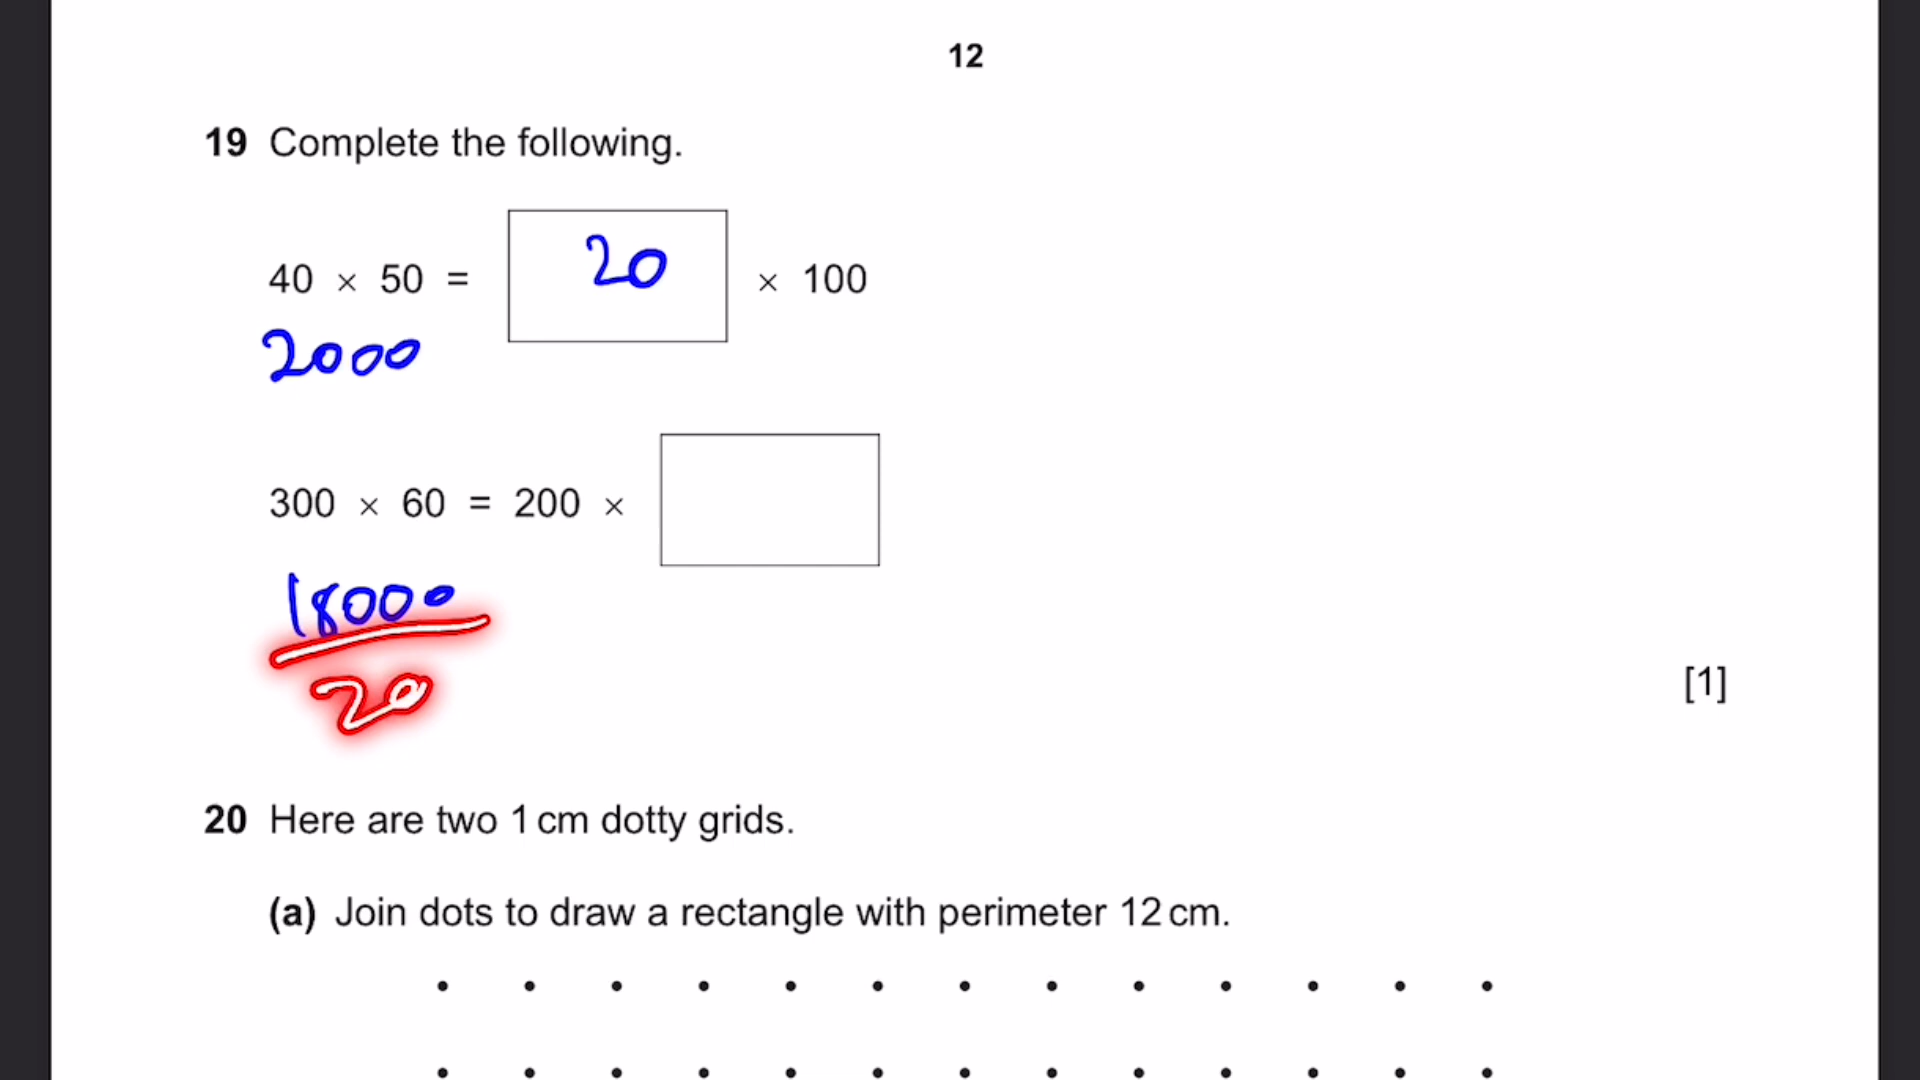 12
19 Complete the following.
40 × 50 = 20 × 100
2000
300 × 60 = 200 ×
18000
20
[1]
20 Here are two 1 cm dotty grids.
(a) Join dots to draw a rectangle with perimeter 12 cm.